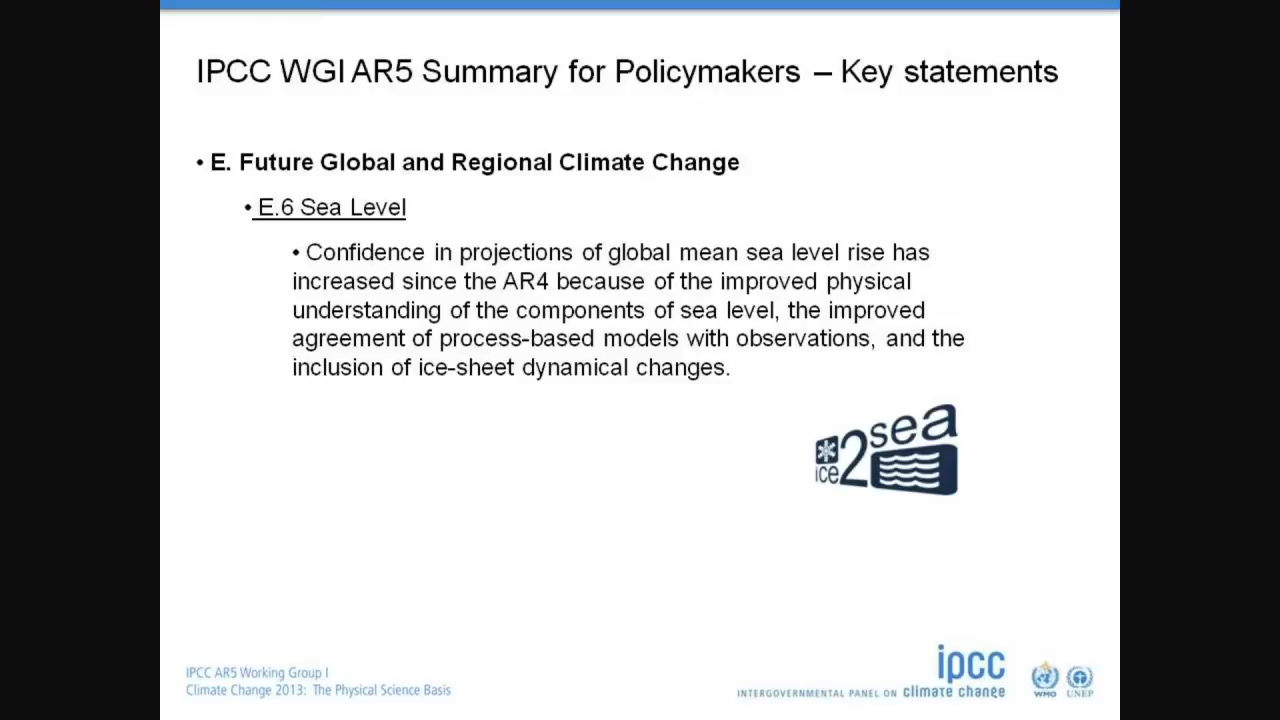 IPCC WGI AR5 Summary for Policymakers – Key statements
• E. Future Global and Regional Climate Change
• E.6 Sea Level
• Confidence in projections of global mean sea level rise has
increased since the AR4 because of the improved physical
understanding of the components of sea level, the improved
agreement of process-based models with observations, and the
inclusion of ice-sheet dynamical changes.
ice2sea
IPCC AR5 Working Group I
Climate Change 2013: The Physical Science Basis
ipcc
INTERGOVERNMENTAL PANEL ON climate change
WMO
UNEP